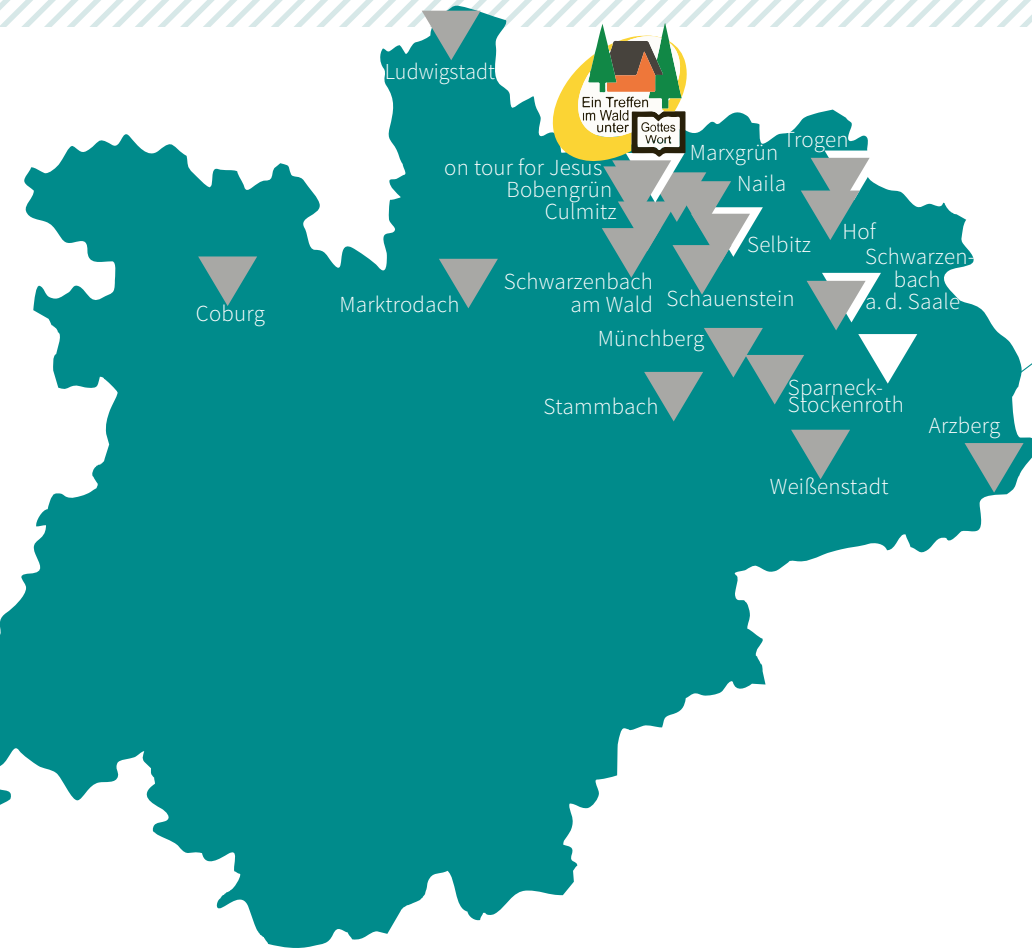 Ludwigstadt
Ein Treffen
im Wald
unter
Gottes
Wort
Trogen
Marxgrün
on tour for Jesus
Naila
Bobengrün
Culmitz
Hof
Selbitz
Schwarzen-
bach
a. d. Saale
Schwarzenbach
am Wald
Schauenstein
Marktrodach
Coburg
Münchberg
Sparneck-
Stockenroth
Stammbach
Arzberg
Weißenstadt